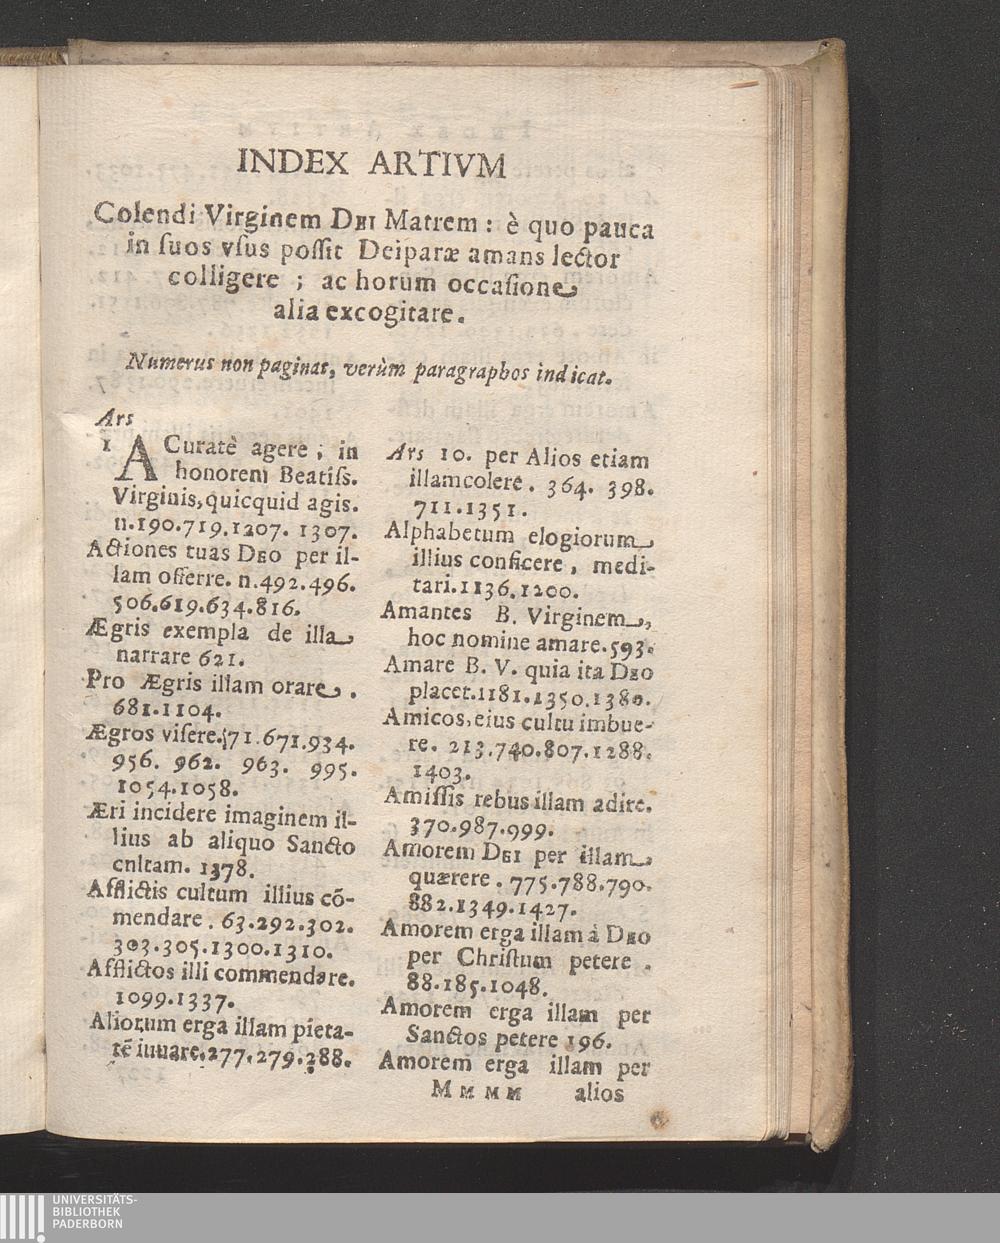 INDEX ARTIVM
Colendi Virginem DEI Matrem : è quo pauca
in ſuos vſus poſſit Deiparæ amans lector
colligere ; ac horum occaſione
alia excogitare.
Numerus non paginas, verùm paragraphos indicat.
Ars
1 ACuratè agere ; in
honorem Beatiſs.
Virginis, quicquid agis.
n.190.719.1207. 1307.
Actiones tuas DEO per il-
lam offerre. n.492.496.
506.619.634.816.
Ægris exempla de illa
narrare 621.
Pro Ægris illam orare .
681.1104.
Ægros viſere.571.671.934.
956. 962. 963. 995.
1054.1058.
Æri incidere imaginem il-
lius ab aliquo Sancto
cultam. 1378.
Afflictis cultum illius cō-
mendare . 63.292.302.
303.305.1300.1310.
Afflictos illi commendare.
1099.1337.
Aliorum erga illam pieta-
tē iuuare.277.279.288.
Ars 10. per Alios etiam
illam colere . 364. 398.
711.1351.
Alphabetum elogiorum
illius conficere , medi-
tari.1136.1200.
Amantes B. Virginem ,
hoc nomine amare.593.
Amare B. V. quia ita DEO
placet.1181.1350.1380.
Amicos, eius cultu imbue-
re. 213.740.807.1288.
1403.
Amiſſis rebus illam adire.
370.987.999.
Amorem DEI per illam
quærere . 775.788.790.
882.1349.1427.
Amorem erga illam à DEO
per Chriſtum petere .
88.185.1048.
Amorem erga illam per
Sanctos petere 196.
Amorem erga illam per
MMMM alios
UNIVERSITÄTS-
BIBLIOTHEK
PADERBORN